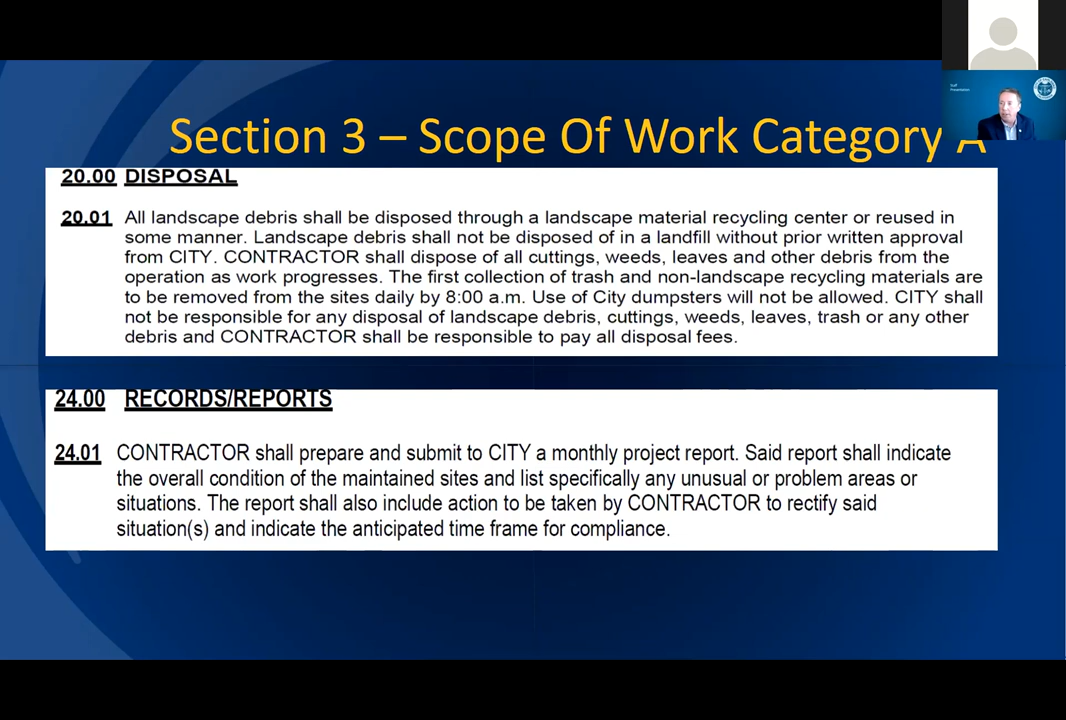 Staff
Presentation
Section 3 – Scope Of Work Category A
20.00 DISPOSAL
20.01 All landscape debris shall be disposed through a landscape material recycling center or reused in
some manner. Landscape debris shall not be disposed of in a landfill without prior written approval
from CITY. CONTRACTOR shall dispose of all cuttings, weeds, leaves and other debris from the
operation as work progresses. The first collection of trash and non-landscape recycling materials are
to be removed from the sites daily by 8:00 a.m. Use of City dumpsters will not be allowed. CITY shall
not be responsible for any disposal of landscape debris, cuttings, weeds, leaves, trash or any other
debris and CONTRACTOR shall be responsible to pay all disposal fees.
24.00 RECORDS/REPORTS
24.01 CONTRACTOR shall prepare and submit to CITY a monthly project report. Said report shall indicate
the overall condition of the maintained sites and list specifically any unusual or problem areas or
situations. The report shall also include action to be taken by CONTRACTOR to rectify said
situation(s) and indicate the anticipated time frame for compliance.